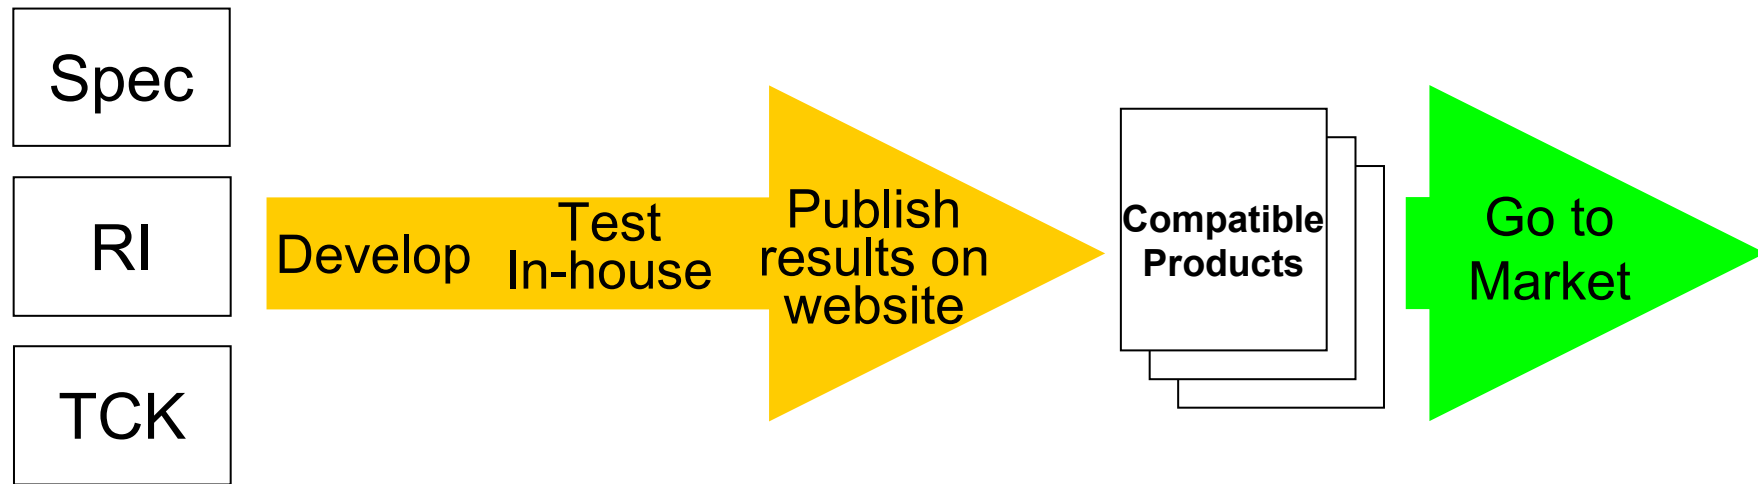 Spec
RI
TCK
Develop
Test
In-house
Publish
results on
website
Compatible
Products
Go to
Market